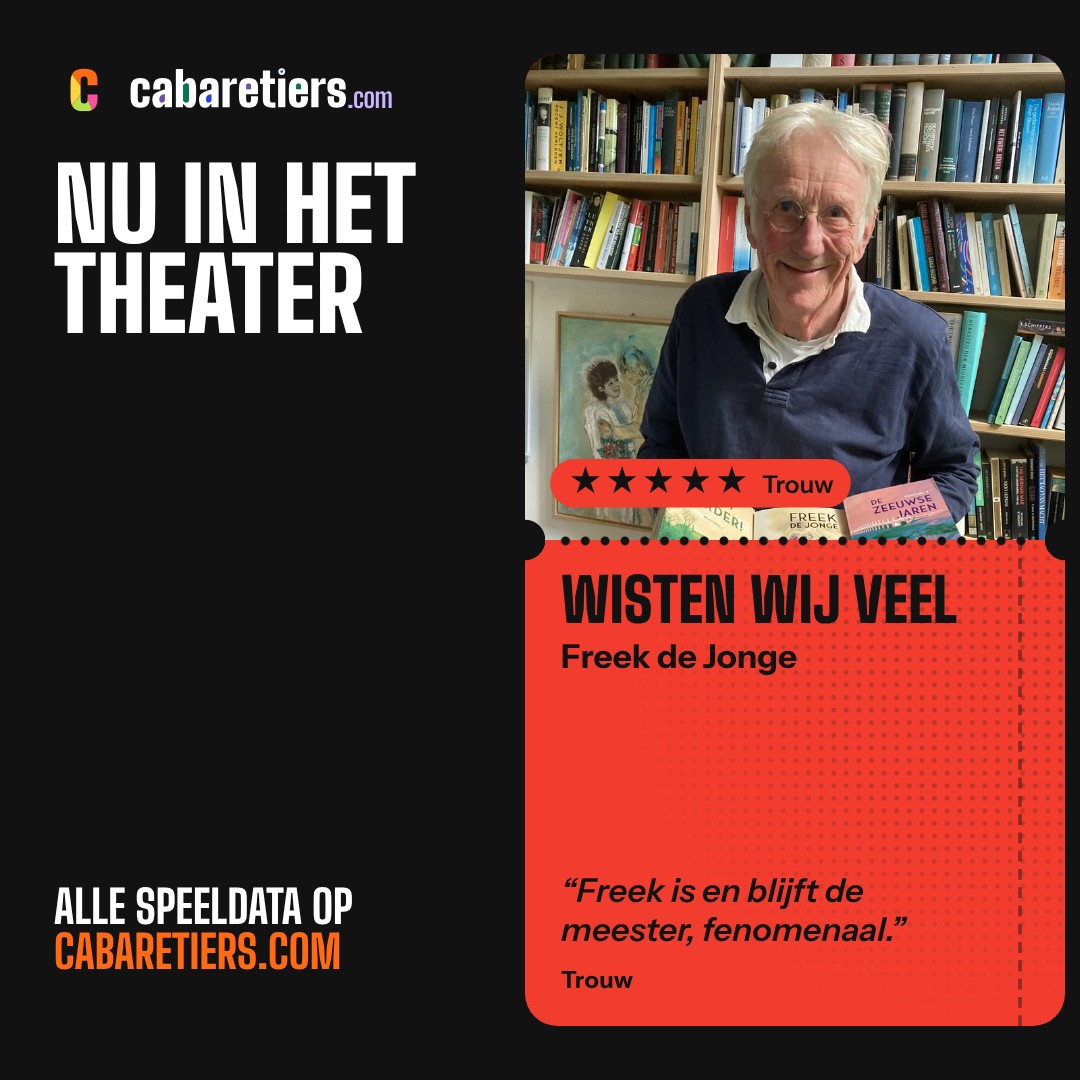 cabaretiers.com
NU IN HET
THEATER
★★★★★ Trouw
FREEK
DE JONGE
DE
ZEEUWSE
JAREN
WISTEN WIJ VEEL
Freek de Jonge
“Freek is en blijft de
meester, fenomenaal.”
Trouw
ALLE SPEELDATA OP
CABARETIERS.COM